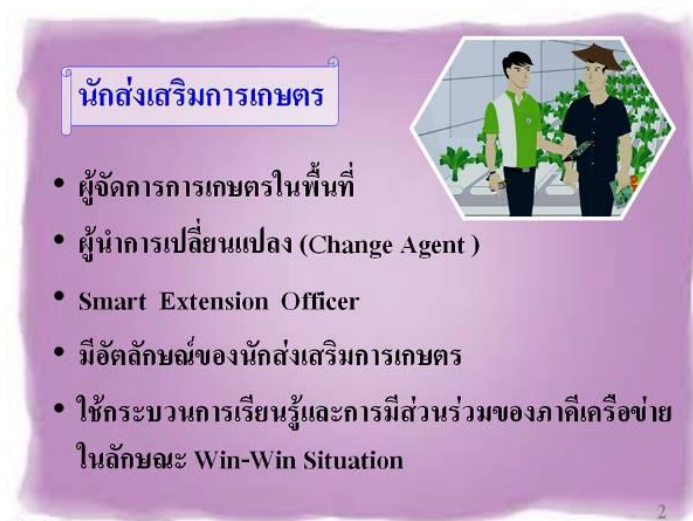 นักส่งเสริมการเกษตร
• ผู้จัดการการเกษตรในพื้นที่
• ผู้นำการเปลี่ยนแปลง (Change Agent )
• Smart Extension Officer
• มีอัตลักษณ์ของนักส่งเสริมการเกษตร
• ใช้กระบวนการเรียนรู้และการมีส่วนร่วมของภาคีเครือข่าย
ในลักษณะ Win-Win Situation
2